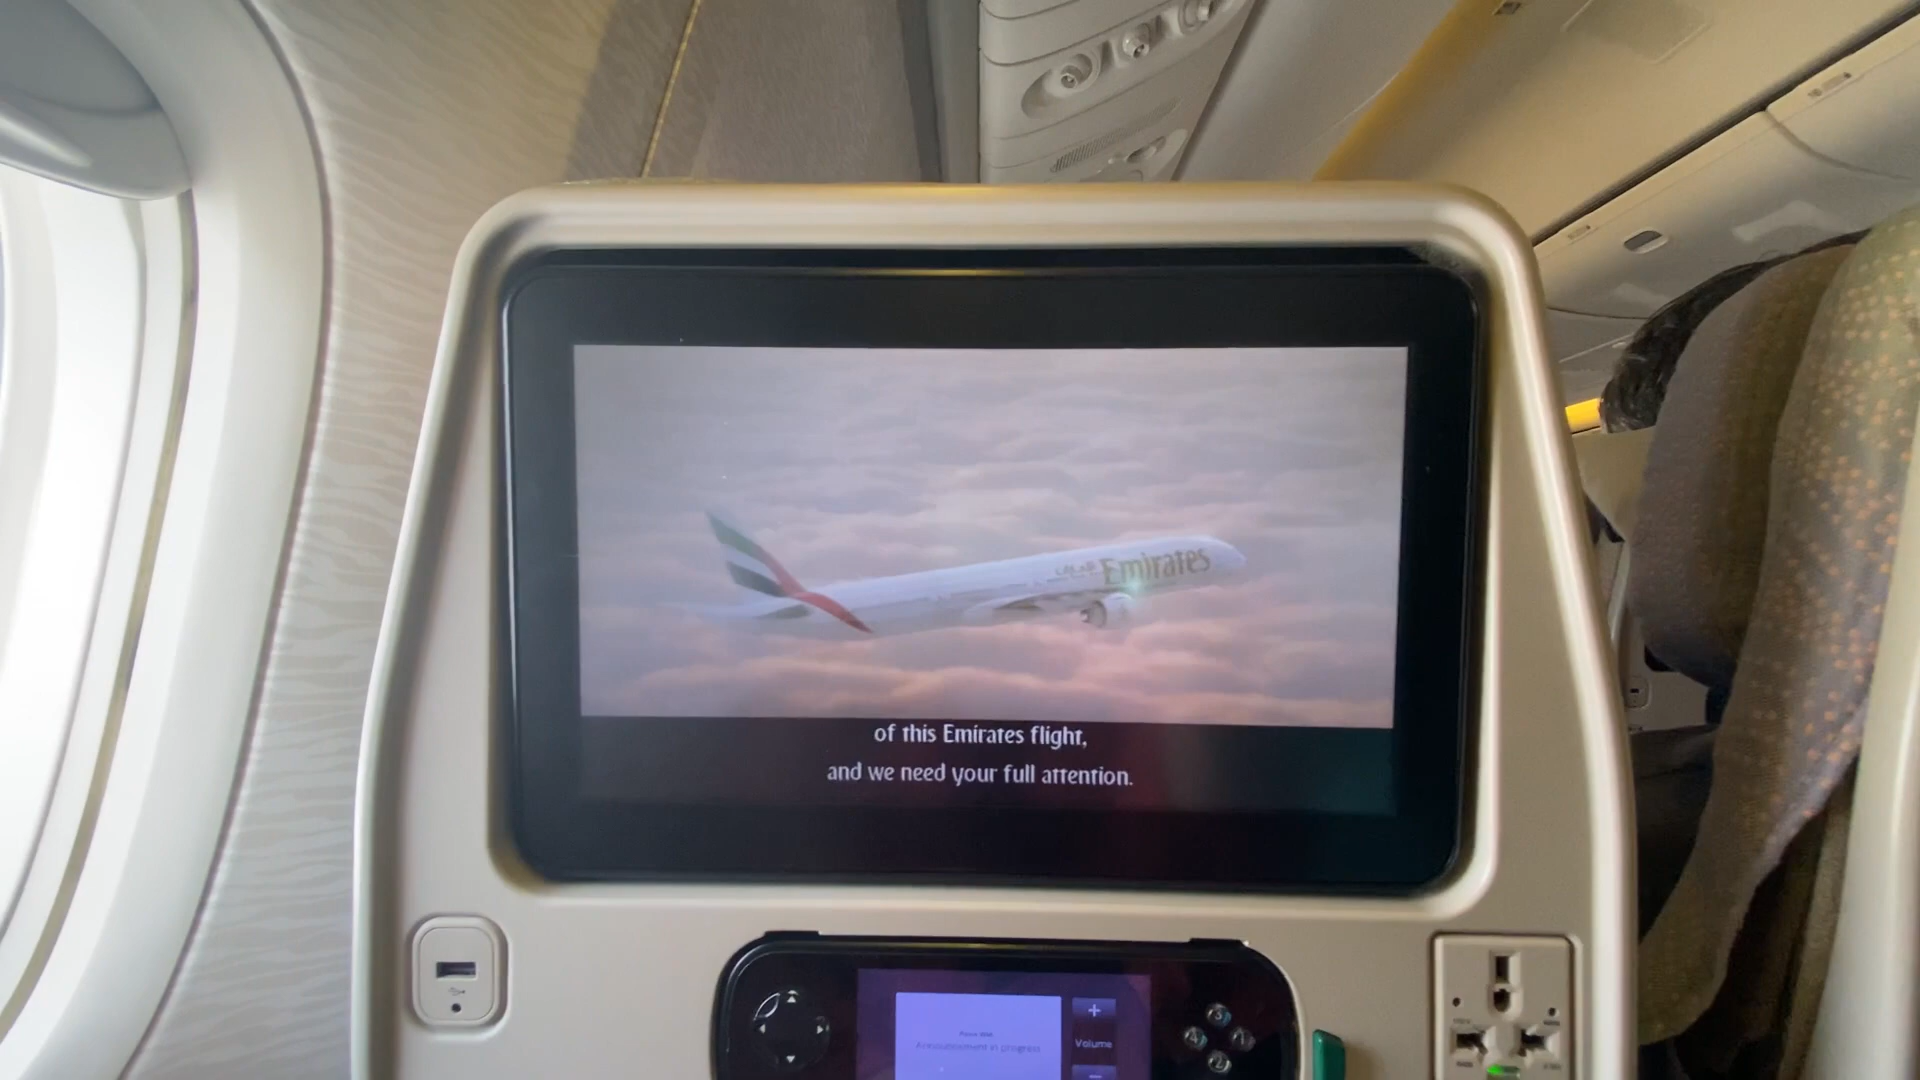 Emirates
of this Emirates flight,
and we need your full attention.
Announcement in progress
+
Volume
−